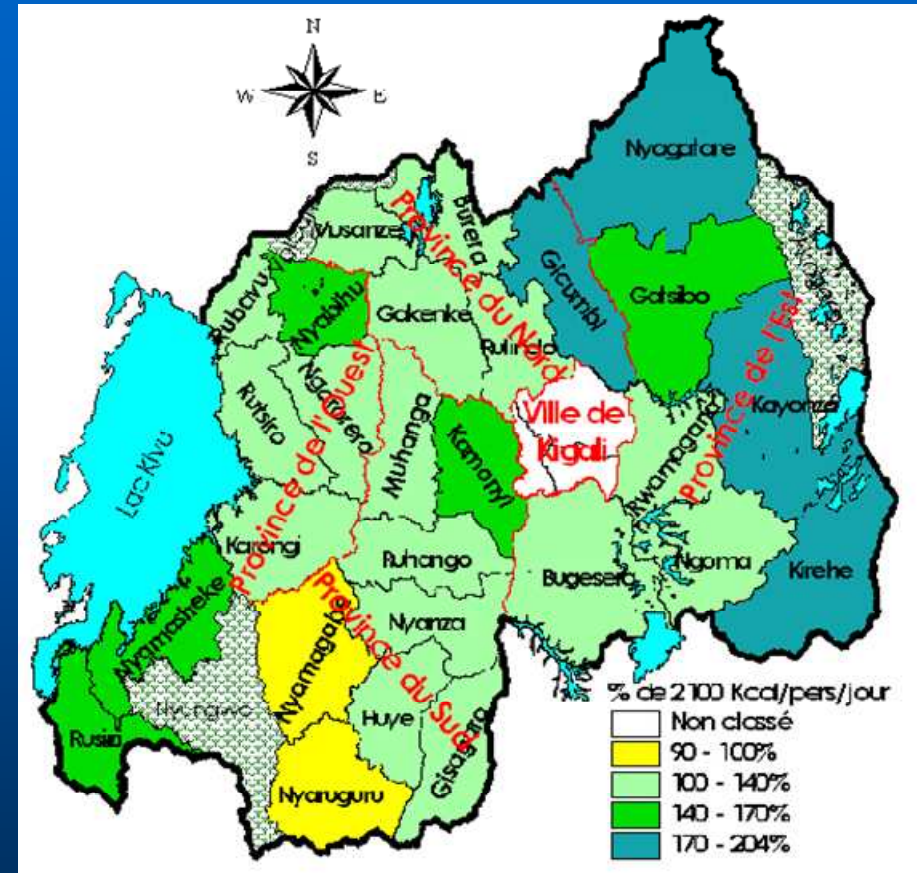 N
W
E
S
Nyagatare
Burera
Musanze
Province du Nord
Gicumbi
Gatsibo
Rubavu
Nyabihu
Gakenke
Rulindo
Province de l'Est
Kayonza
Ngororero
Rutsiro
Province de l'Ouest
Muhanga
Kamonyi
Ville de
Kigali
Rwamagana
Lac Kivu
Karongi
Ruhango
Bugesera
Ngoma
Kirehe
Nyamasheke
Nyamagabe
Nyanza
Province du Sud
Nyungwe
Huye
Gisagara
Rusizi
Nyaruguru
% de 2100 Kcal/pers/jour
Non classé
90 - 100%
100 - 140%
140 - 170%
170 - 204%